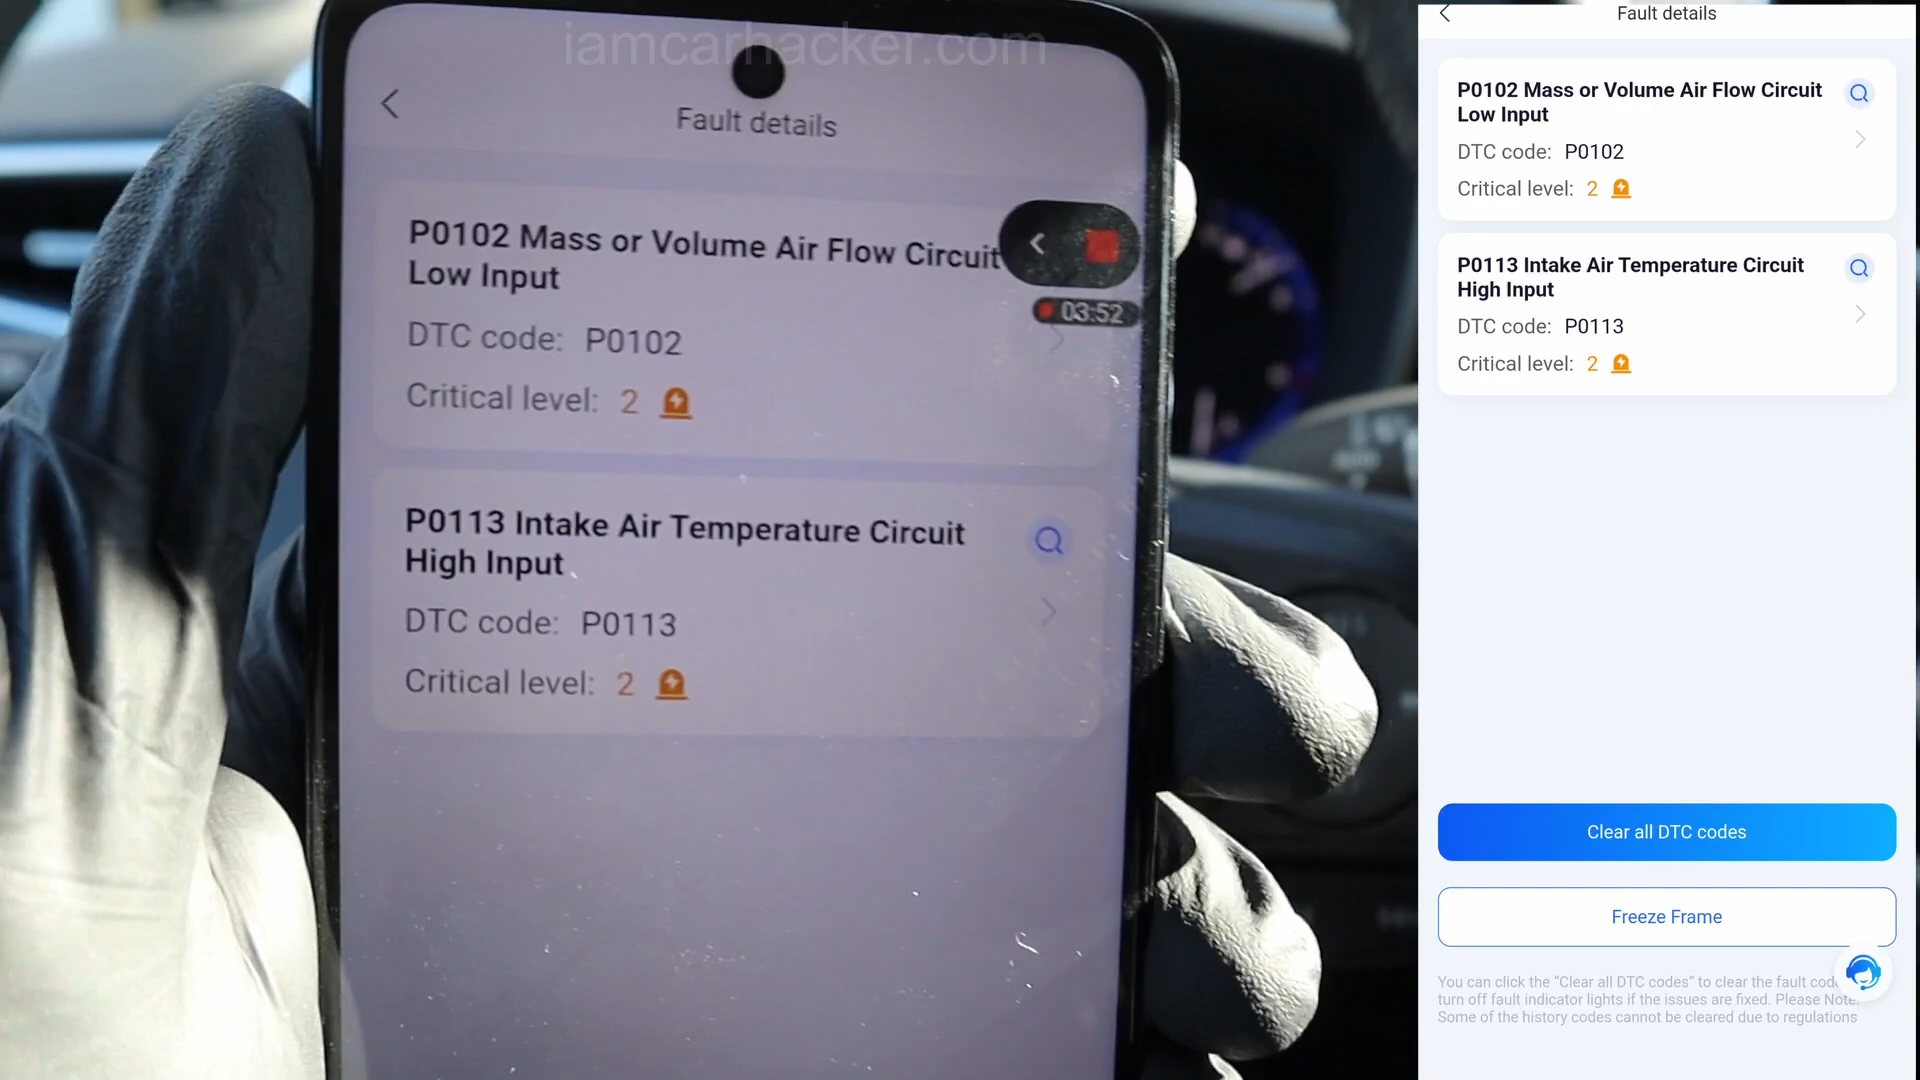 iamcarhacker.com
Fault details
P0102 Mass or Volume Air Flow Circuit
Low Input
DTC code: P0102
Critical level: 2
03:52
P0113 Intake Air Temperature Circuit
High Input
DTC code: P0113
Critical level: 2
Fault details
P0102 Mass or Volume Air Flow Circuit
Low Input
DTC code: P0102
Critical level: 2
P0113 Intake Air Temperature Circuit
High Input
DTC code: P0113
Critical level: 2
Clear all DTC codes
Freeze Frame
You can click the “Clear all DTC codes” to clear the fault
turn off fault indicator lights if the issues are fixed. Please Note:
Some of the history codes cannot be cleared due to regulations